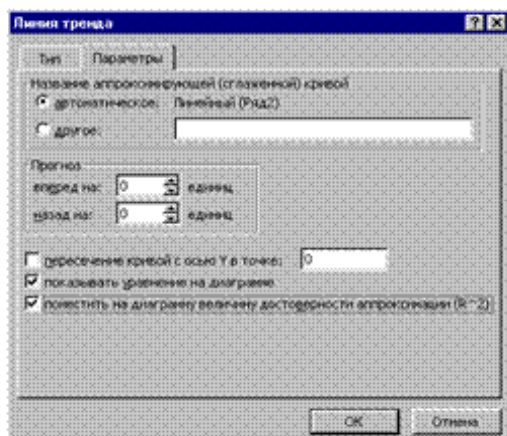 Линия тренда
Тип Параметры
Название аппроксимирующей (сглаженной) кривой
автоматическое: Линейный (Ряд2)
другое:
Прогноз
вперед на: 0 единиц
назад на: 0 единиц
пересечение кривой с осью Y в точке: 0
показывать уравнение на диаграмме
поместить на диаграмму величину достоверности аппроксимации (R^2)
ОК Отмена